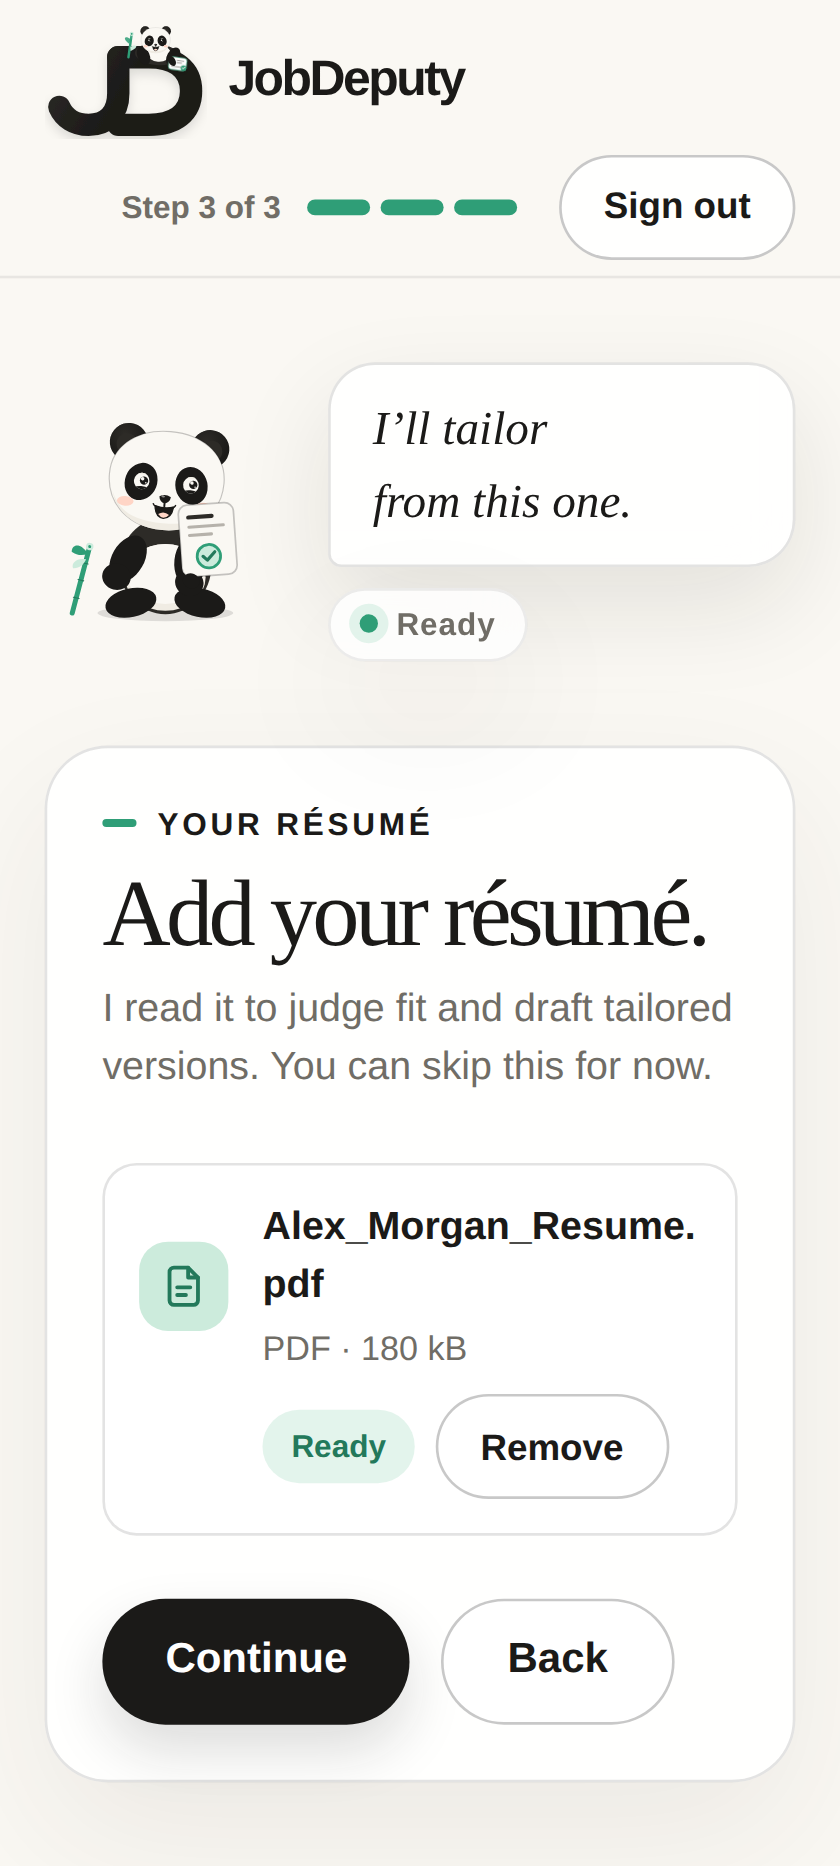 JobDeputy
Step 3 of 3
Sign out
I’ll tailor
from this one.
Ready
YOUR RÉSUMÉ
Add your résumé.
I read it to judge fit and draft tailored
versions. You can skip this for now.
Alex_Morgan_Resume.
pdf
PDF · 180 kB
Ready
Remove
Continue
Back